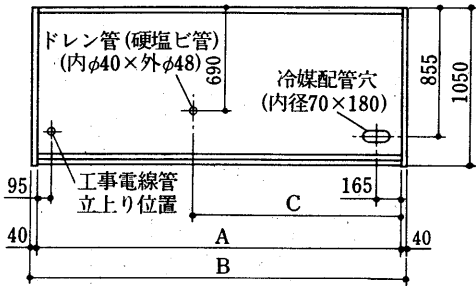 ドレン管(硬塩ビ管)
(内φ40×外φ48)
690
冷媒配管穴
(内径70×180)
855
1050
95
工事電線管
立上り位置
165
C
40
A
40
B